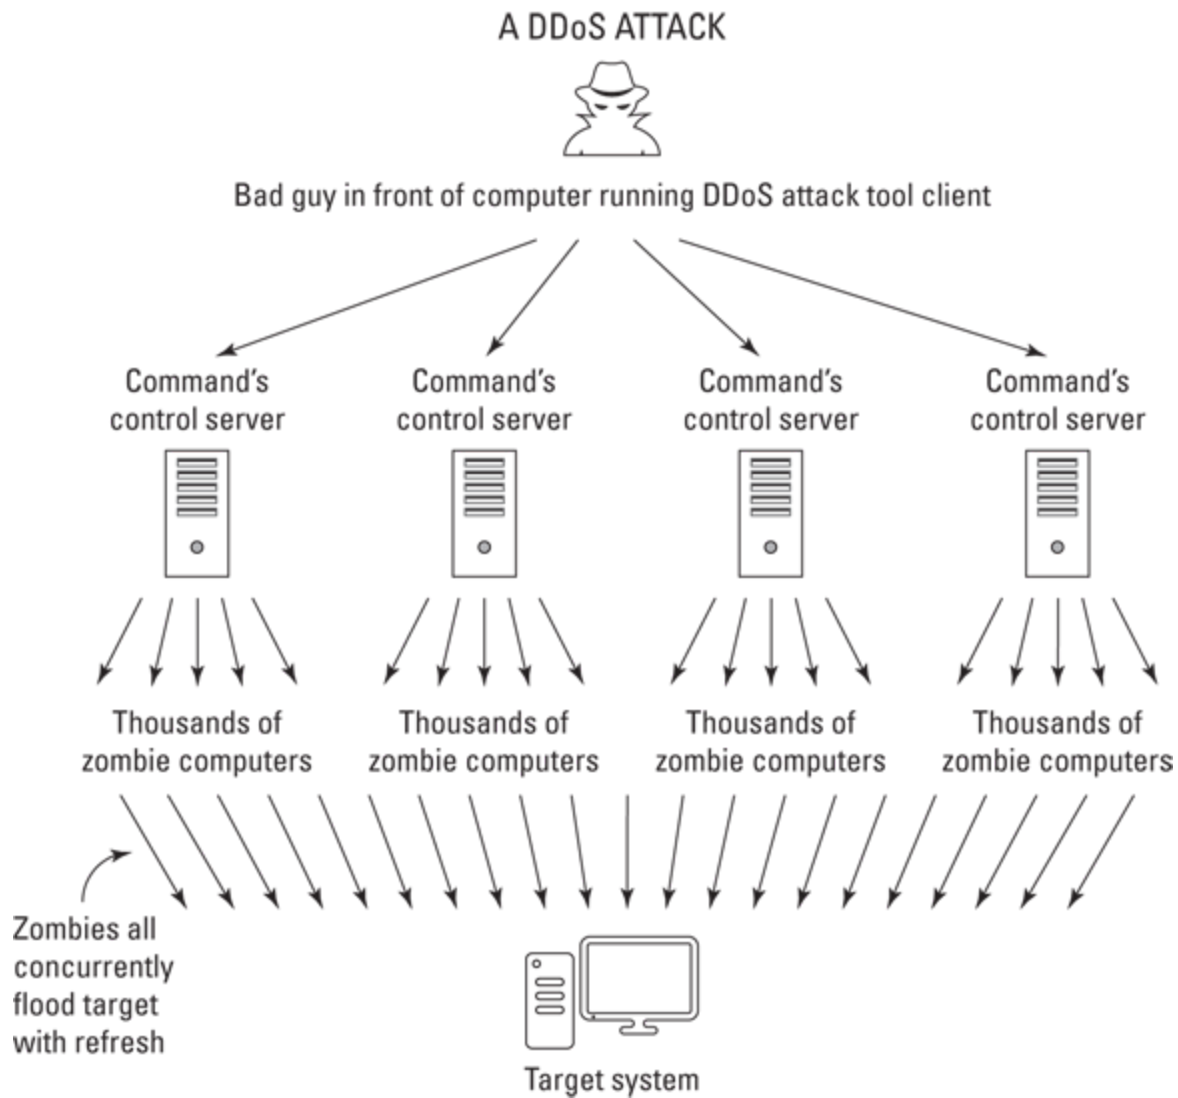 A DDoS ATTACK
Bad guy in front of computer running DDoS attack tool client
Command's
control server
Command's
control server
Command's
control server
Command's
control server
Thousands of
zombie computers
Thousands of
zombie computers
Thousands of
zombie computers
Thousands of
zombie computers
Zombies all
concurrently
flood target
with refresh
Target system